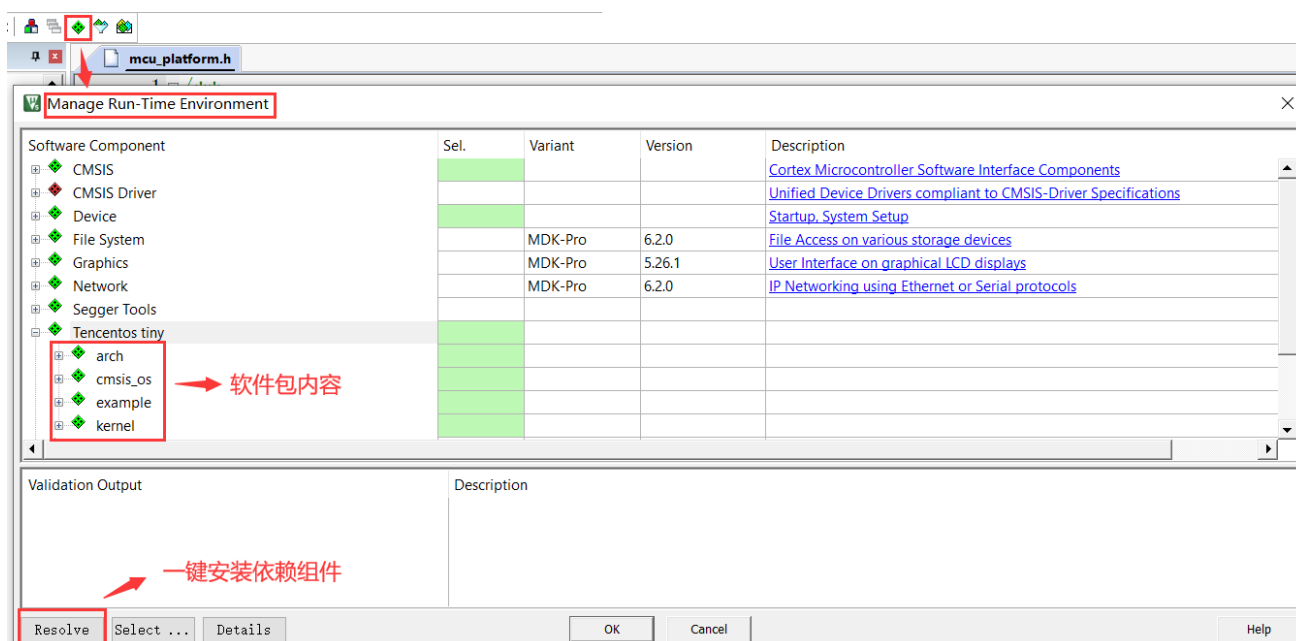 mcu_platform.h
Manage Run-Time Environment
Software Component Sel. Variant Version Description
CMSIS Cortex Microcontroller Software Interface Components
CMSIS Driver Unified Device Drivers compliant to CMSIS-Driver Specifications
Device Startup, System Setup
File System MDK-Pro 6.2.0 File Access on various storage devices
Graphics MDK-Pro 5.26.1 User Interface on graphical LCD displays
Network MDK-Pro 6.2.0 IP Networking using Ethernet or Serial protocols
Segger Tools
Tencentos tiny
arch
cmsis_os 软件包内容
example
kernel
Validation Output Description
一键安装依赖组件
Resolve Select ... Details OK Cancel Help